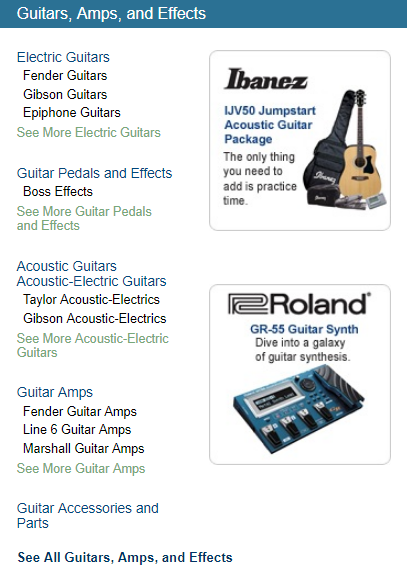 Guitars, Amps, and Effects
Electric Guitars
Fender Guitars
Gibson Guitars
Epiphone Guitars
See More Electric Guitars
Guitar Pedals and Effects
Boss Effects
See More Guitar Pedals
and Effects
Acoustic Guitars
Acoustic-Electric Guitars
Taylor Acoustic-Electrics
Gibson Acoustic-Electrics
See More Acoustic-Electric
Guitars
Guitar Amps
Fender Guitar Amps
Line 6 Guitar Amps
Marshall Guitar Amps
See More Guitar Amps
Guitar Accessories and
Parts
See All Guitars, Amps, and Effects
Ibanez
IJV50 Jumpstart
Acoustic Guitar
Package
The only thing
you need to
add is practice
time.
Ibanez
Roland®
GR-55 Guitar Synth
Dive into a galaxy
of guitar synthesis.